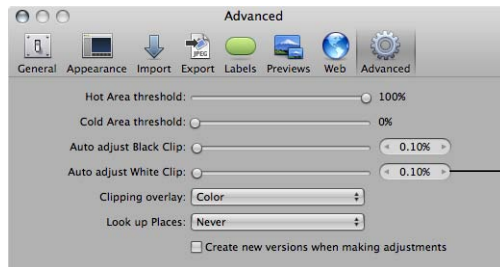 Advanced
General Appearance Import Export Labels Previews Web Advanced
Hot Area threshold: 100%
Cold Area threshold: 0%
Auto adjust Black Clip: 0.10%
Auto adjust White Clip: 0.10%
Clipping overlay: Color
Look up Places: Never
Create new versions when making adjustments